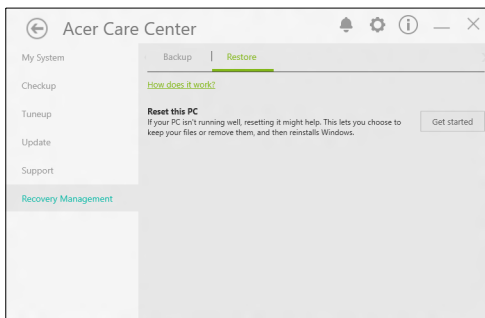 Acer Care Center
My System
Checkup
Tuneup
Update
Support
Recovery Management
Backup
Restore
How does it work?
Reset this PC
If your PC isn't running well, resetting it might help. This lets you choose to
keep your files or remove them, and then reinstalls Windows.
Get started